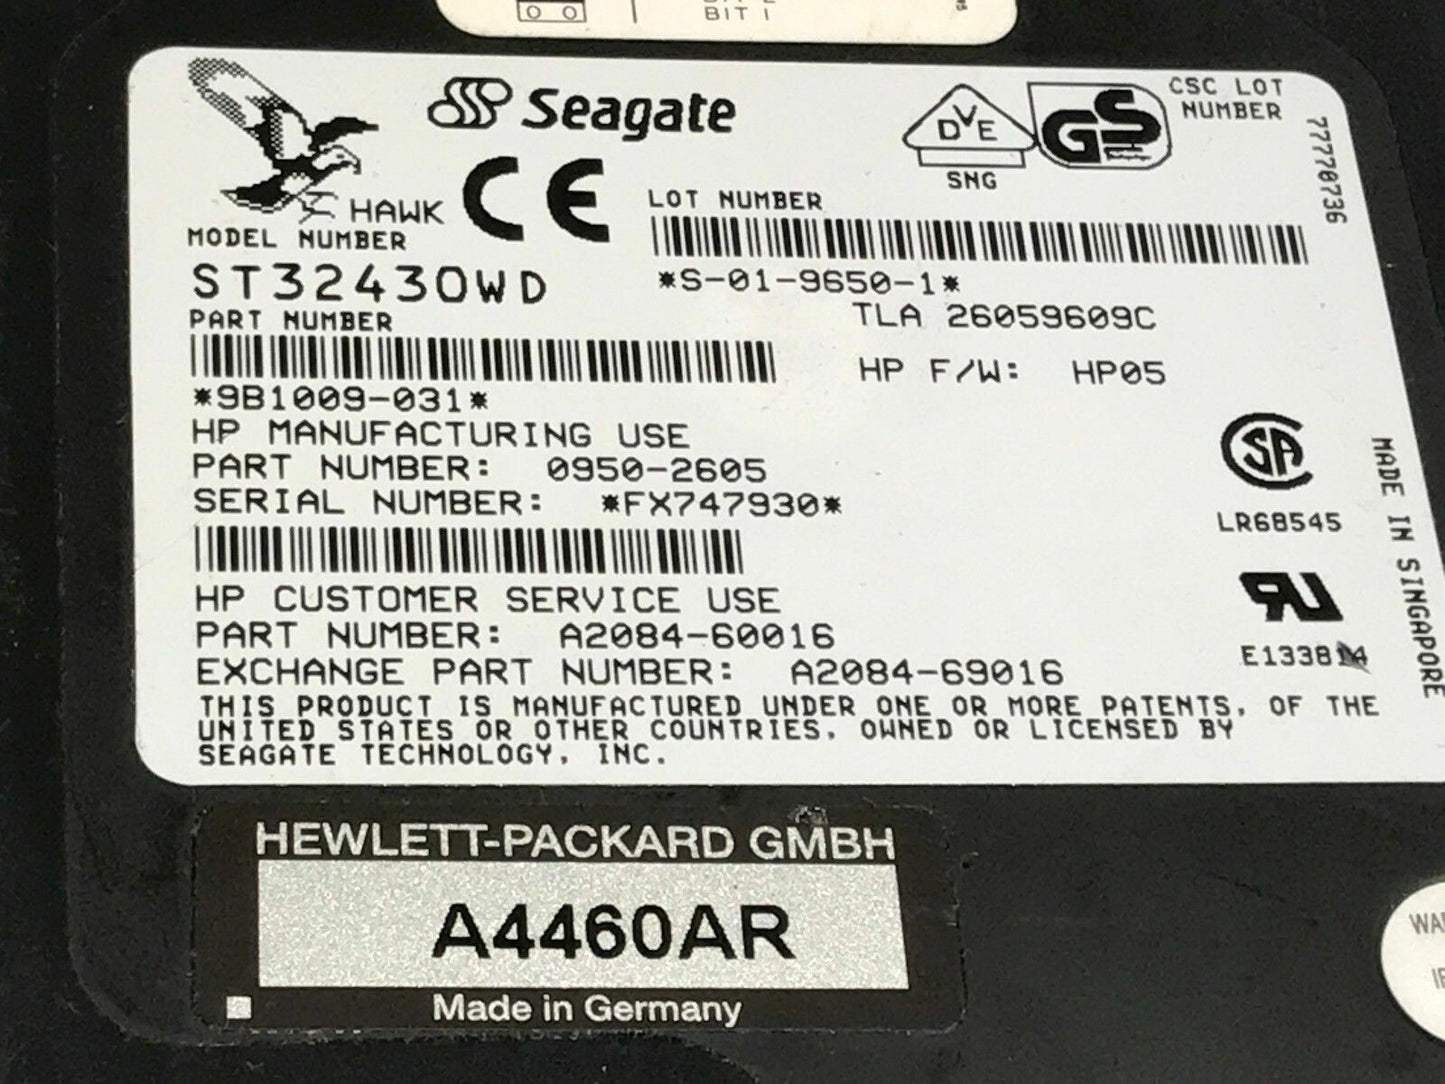 BIT 1
Seagate
HAWK
CE
DVE
SNG
GS
CSC LOT
NUMBER
77770736
LOT NUMBER
*S-01-9650-1*
MODEL NUMBER
ST32430WD
TLA 26059609C
PART NUMBER
*9B1009-031*
HP F/W: HP05
HP MANUFACTURING USE
PART NUMBER: 0950-2605
SERIAL NUMBER: *FX747930*
SA
LR68545
MADE IN SINGAPORE
HP CUSTOMER SERVICE USE
PART NUMBER: A2084-60016
EXCHANGE PART NUMBER: A2084-69016
E133814
THIS PRODUCT IS MANUFACTURED UNDER ONE OR MORE PATENTS, OF THE
UNITED STATES OR OTHER COUNTRIES, OWNED OR LICENSED BY
SEAGATE TECHNOLOGY, INC.
HEWLETT-PACKARD GMBH
A4460AR
Made in Germany